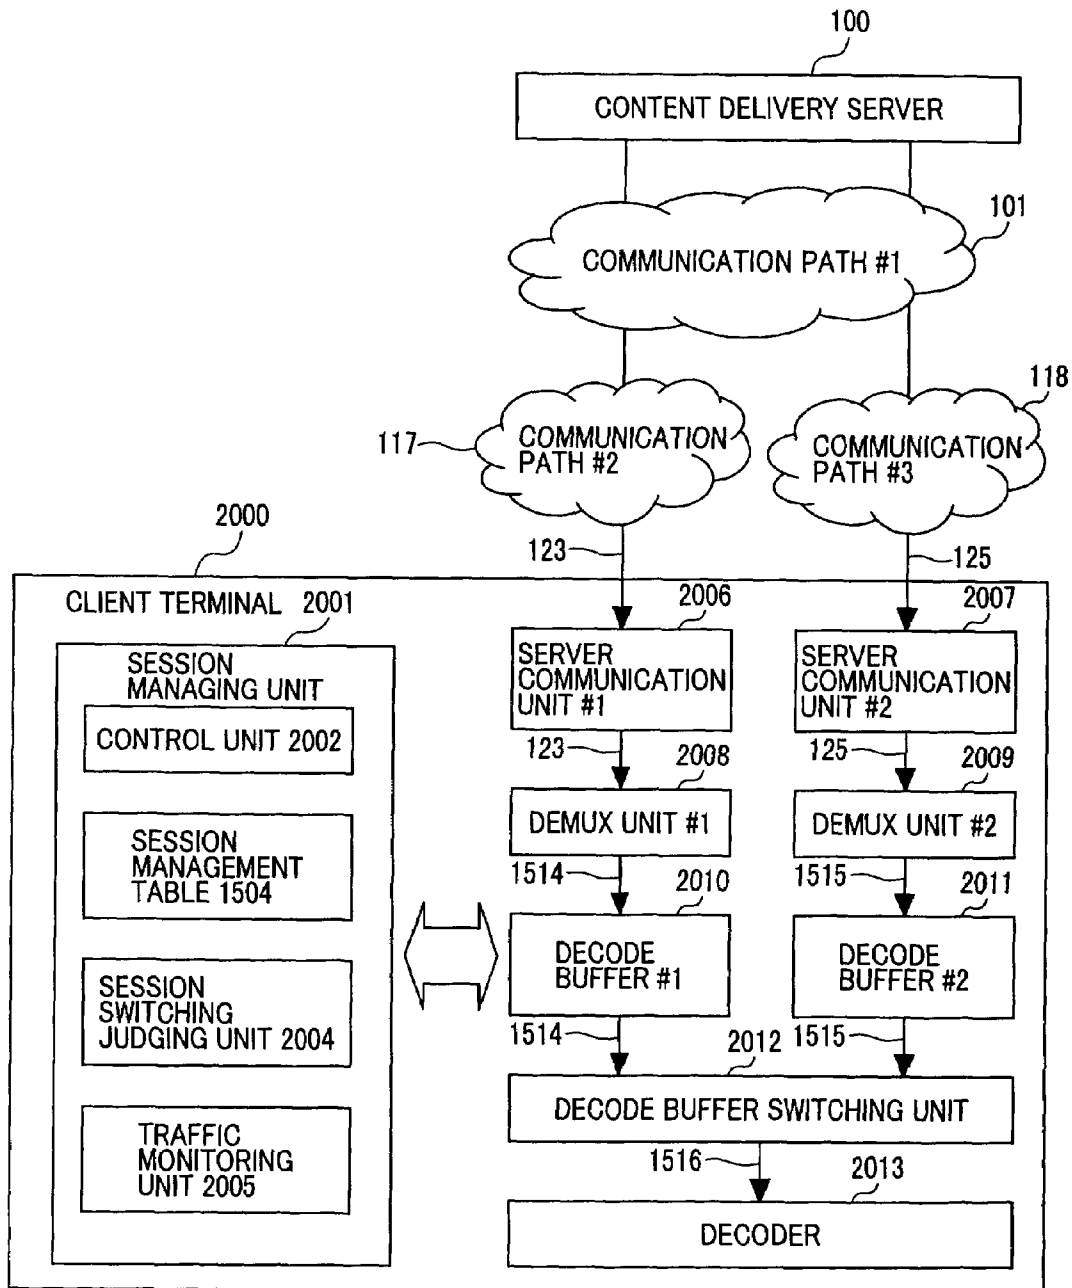 100
CONTENT DELIVERY SERVER
101
COMMUNICATION PATH #1
117
COMMUNICATION
PATH #2
118
COMMUNICATION
PATH #3
2000
123
125
CLIENT TERMINAL
2001
SESSION
MANAGING UNIT
CONTROL UNIT 2002
SESSION
MANAGEMENT
TABLE 1504
SESSION
SWITCHING
JUDGING UNIT 2004
TRAFFIC
MONITORING
UNIT 2005
2006
SERVER
COMMUNICATION
UNIT #1
2007
SERVER
COMMUNICATION
UNIT #2
123
2008
125
2009
DEMUX UNIT #1
DEMUX UNIT #2
1514
2010
1515
2011
DECODE
BUFFER #1
DECODE
BUFFER #2
1514
2012
1515
DECODE BUFFER SWITCHING UNIT
1516
2013
DECODER